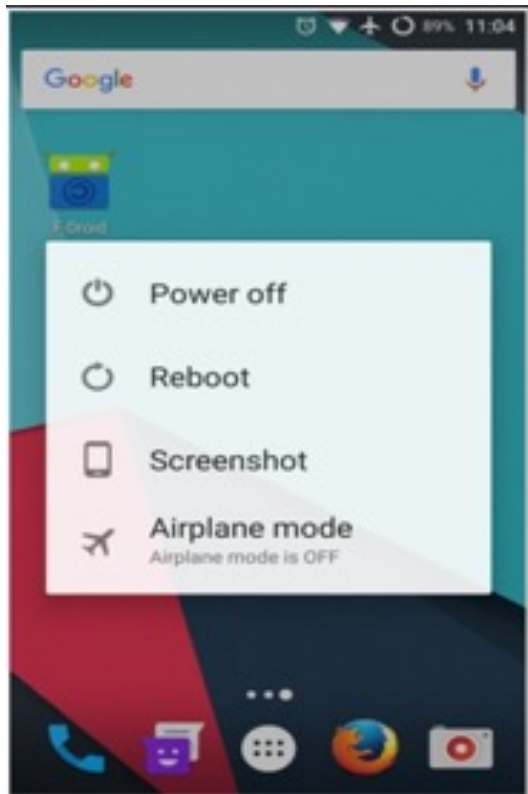 89% 11:04
Google
F-Droid
Power off
Reboot
Screenshot
Airplane mode
Airplane mode is OFF